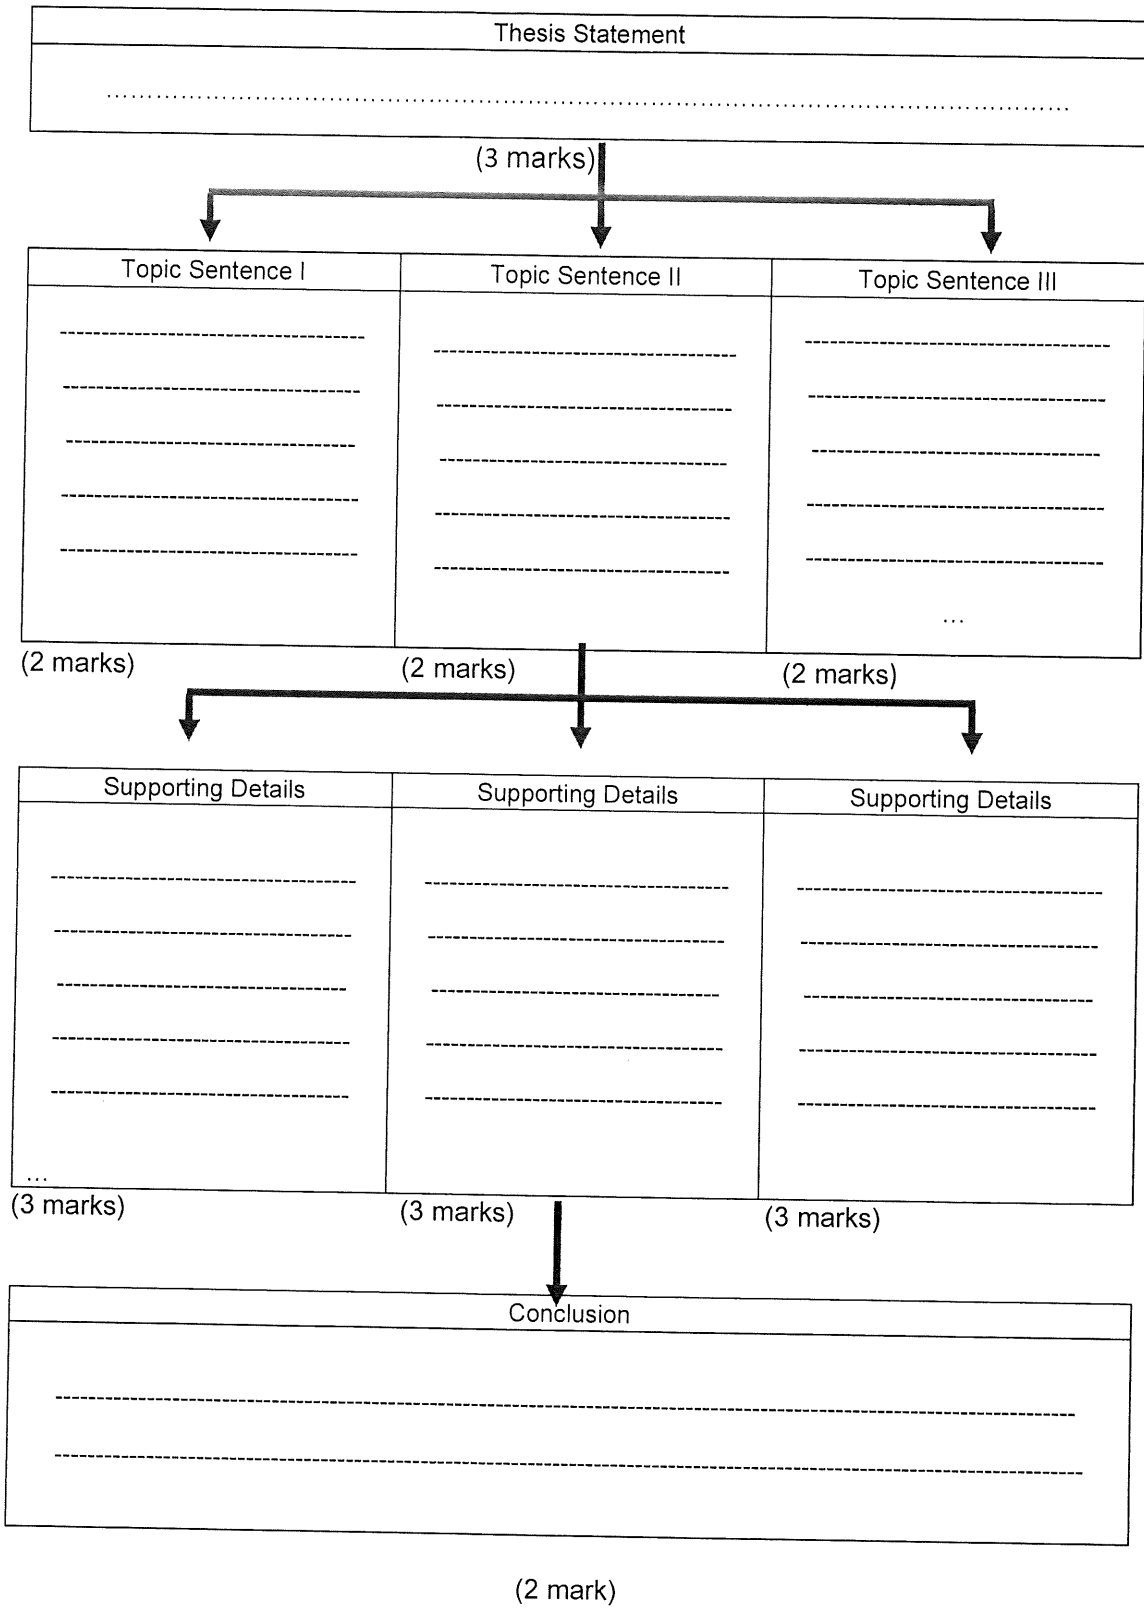 Thesis Statement
................................................................................................................
(3 marks)
Topic Sentence I Topic Sentence II Topic Sentence III
...
(2 marks) (2 marks) (2 marks)
Supporting Details Supporting Details Supporting Details
...
(3 marks) (3 marks) (3 marks)
Conclusion
(2 mark)